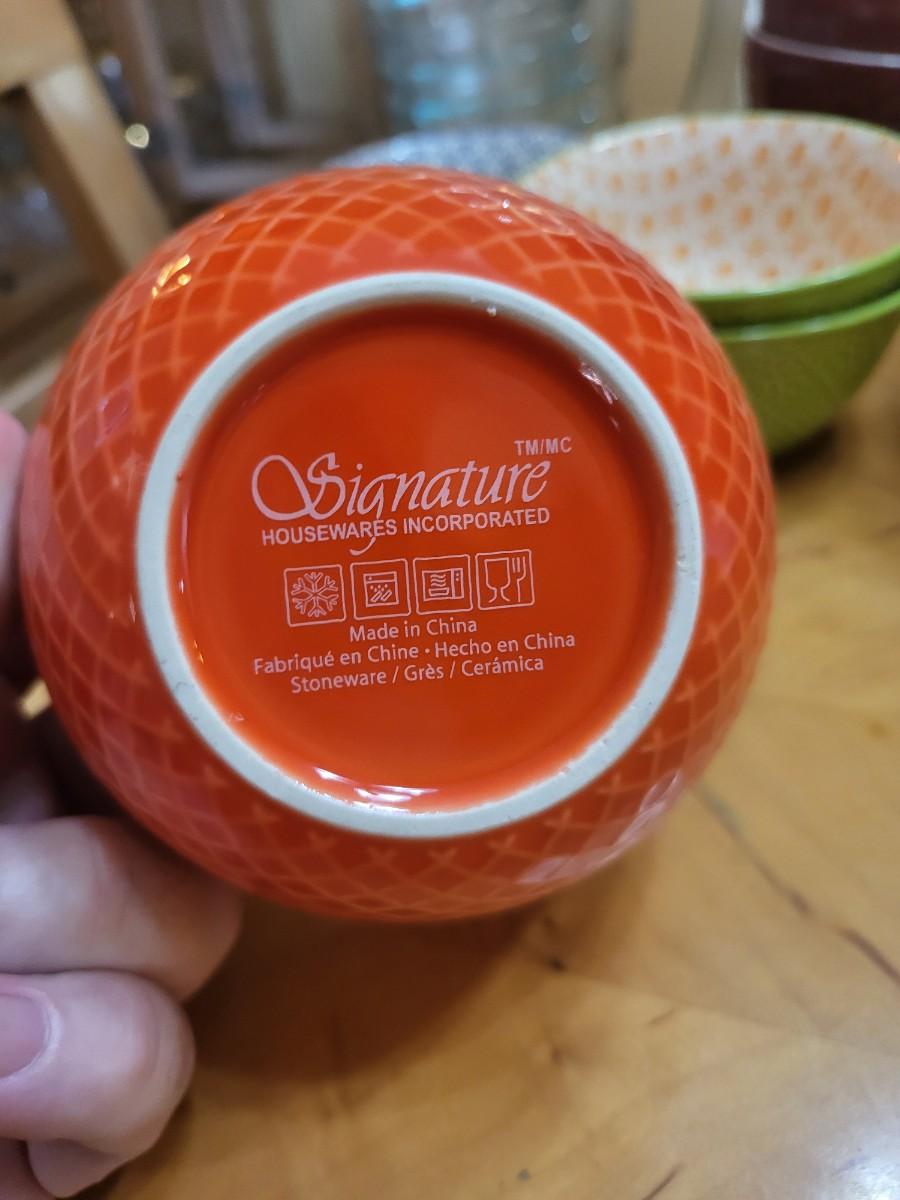 TM/MC
Signature
HOUSEWARES INCORPORATED
Made in China
Fabriqué en Chine • Hecho en China
Stoneware / Grès / Cerámica